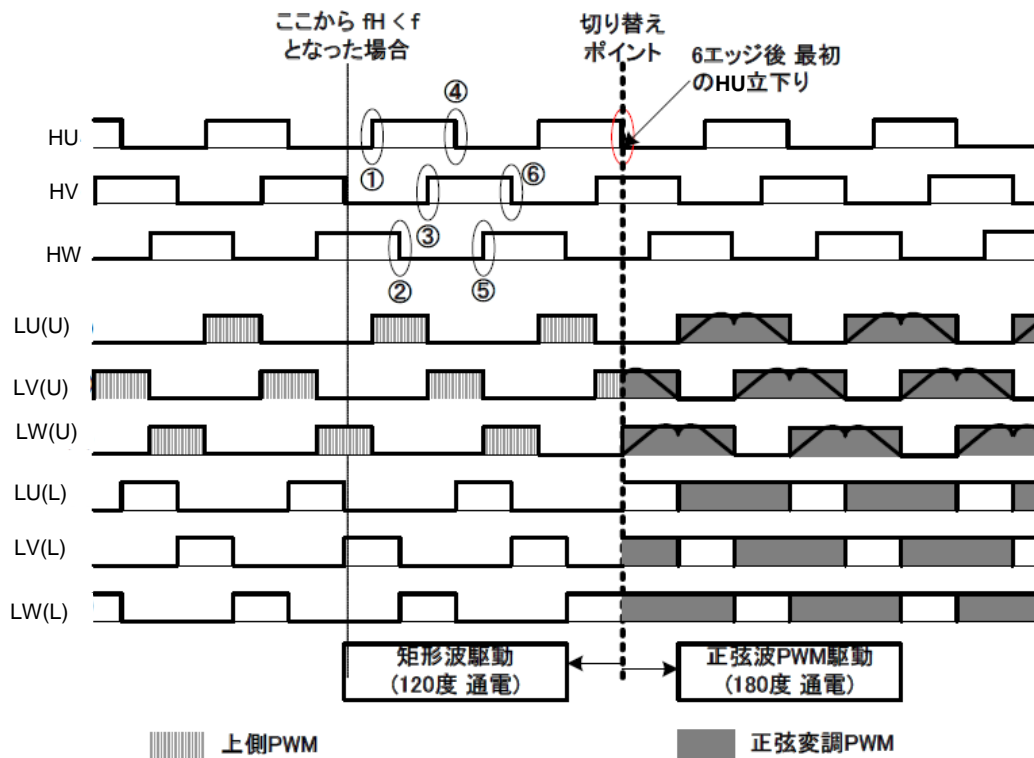 ここから fH < f
となった場合
切り替え
ポイント
6エッジ後 最初
のHU立下り
④
HU
①
⑥
HV
③
HW
②
⑤
LU(U)
LV(U)
LW(U)
LU(L)
LV(L)
LW(L)
矩形波駆動
(120度 通電)
正弦波PWM駆動
(180度 通電)
上側PWM
正弦変調PWM